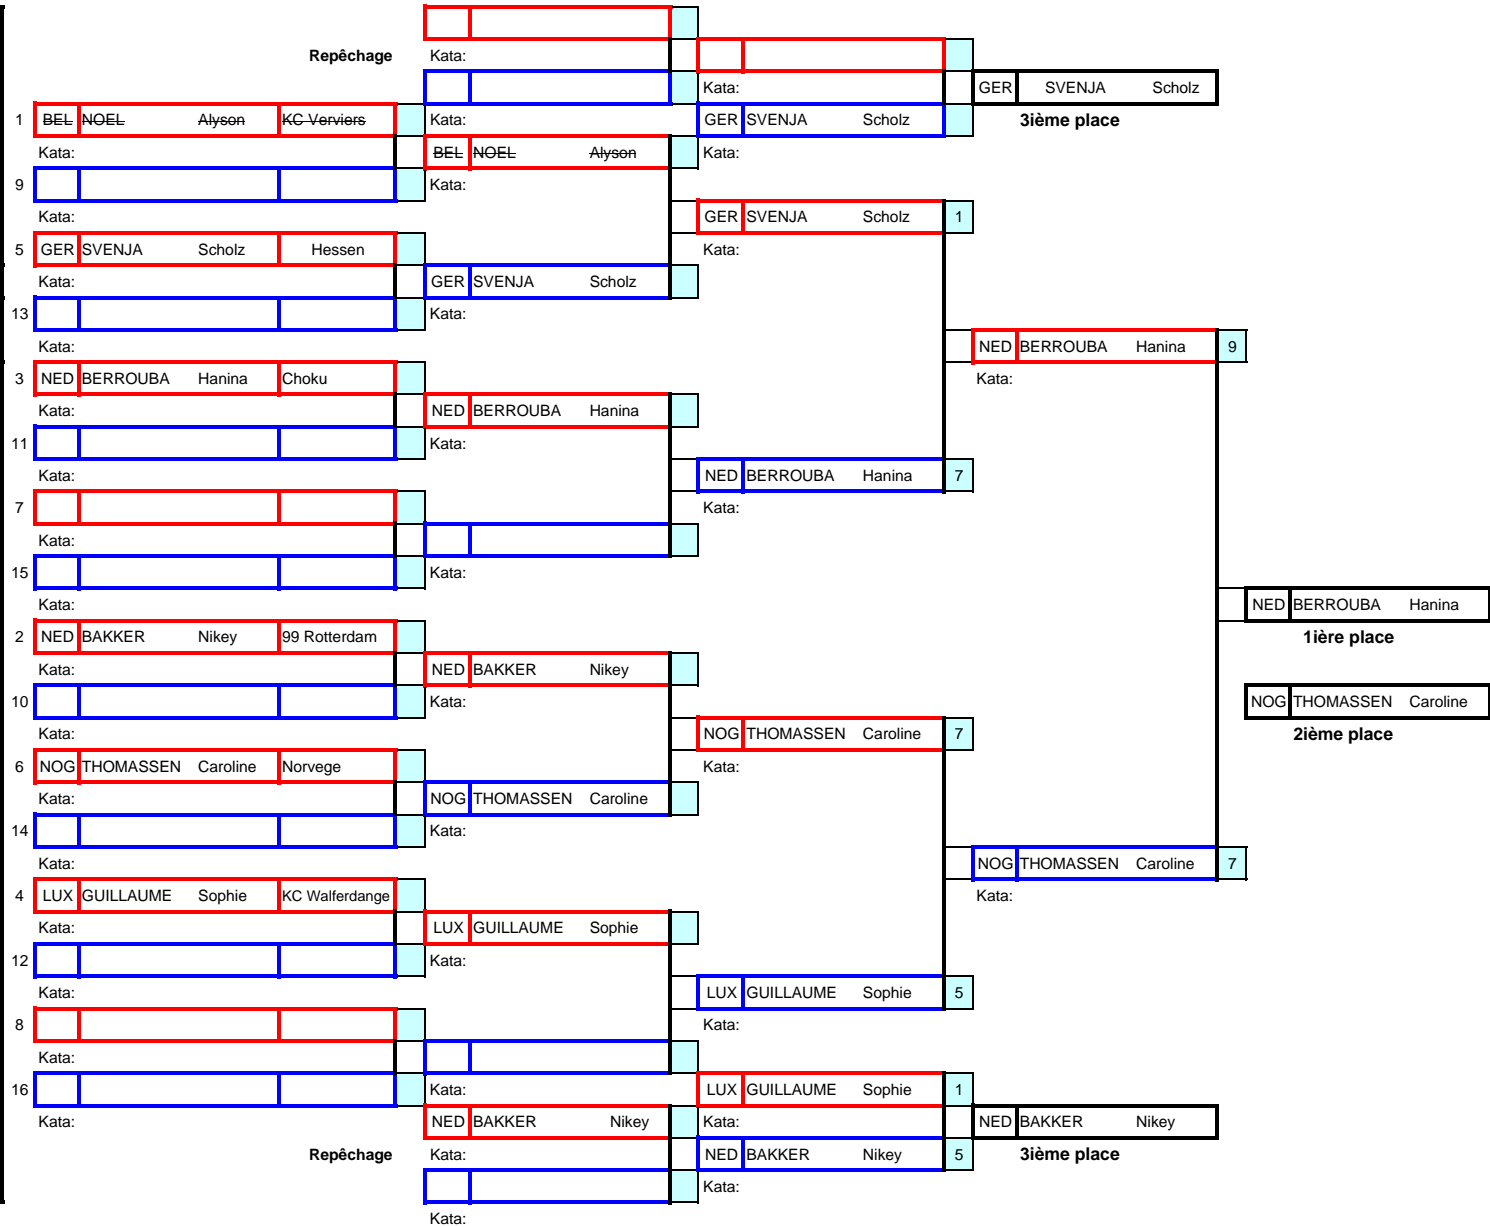 Repêchage Kata:
Kata: GER SVENJA Scholz
1 BEL NOEL Alyson KC Verviers Kata: GER SVENJA Scholz 3ième place
Kata: BEL NOEL Alyson Kata:
9 Kata:
Kata: GER SVENJA Scholz 1
5 GER SVENJA Scholz Hessen Kata:
Kata: GER SVENJA Scholz
13 Kata:
Kata: NED BERROUBA Hanina 9
3 NED BERROUBA Hanina Choku Kata:
Kata: NED BERROUBA Hanina
11 Kata:
Kata: NED BERROUBA Hanina 7
7 Kata:
Kata:
15 Kata:
Kata: NED BERROUBA Hanina
2 NED BAKKER Nikey 99 Rotterdam 1ière place
Kata: NED BAKKER Nikey
10 Kata: NOG THOMASSEN Caroline
Kata: NOG THOMASSEN Caroline 7 2ième place
6 NOG THOMASSEN Caroline Norvege Kata:
Kata: NOG THOMASSEN Caroline
14 Kata:
Kata: NOG THOMASSEN Caroline 7
4 LUX GUILLAUME Sophie KC Walferdange Kata:
Kata: LUX GUILLAUME Sophie
12 Kata:
Kata: LUX GUILLAUME Sophie 5
8 Kata:
Kata:
16 Kata: LUX GUILLAUME Sophie 1
Kata: NED BAKKER Nikey Kata: NED BAKKER Nikey
Repêchage Kata: NED BAKKER Nikey 5 3ième place
Kata:
Kata: